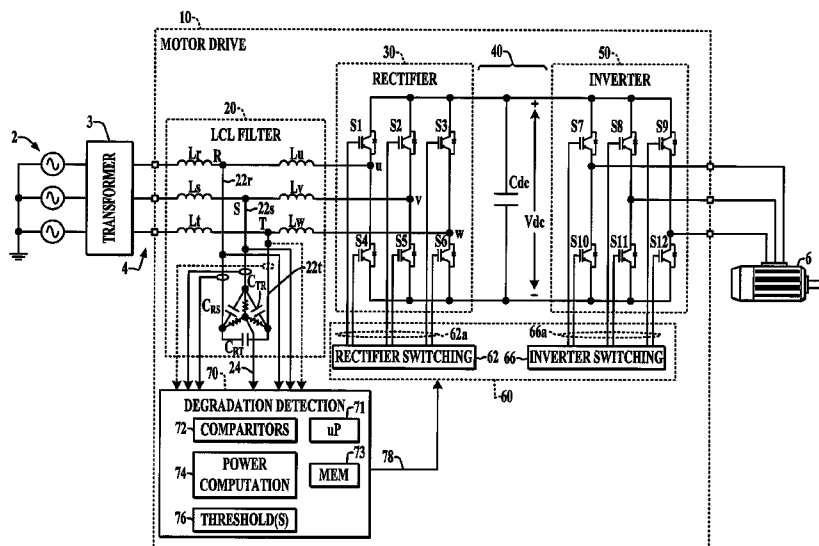 10
MOTOR DRIVE
30
RECTIFIER
40
50
INVERTER
20
LCL FILTER
2
3
TRANSFORMER
4
Lr
R
Lu
22r
Ls
S
22s
Lv
Lt
T
Lw
22t
S1
S2
S3
u
v
w
S4
S5
S6
Cdc
+
Vdc
-
S7
S8
S9
S10
S11
S12
6
CRS
CTR
CRT
24
62a
RECTIFIER SWITCHING
62
66a
66
INVERTER SWITCHING
60
70
DEGRADATION DETECTION
71
72
COMPARITORS
uP
73
74
POWER
COMPUTATION
MEM
78
76
THRESHOLD(S)